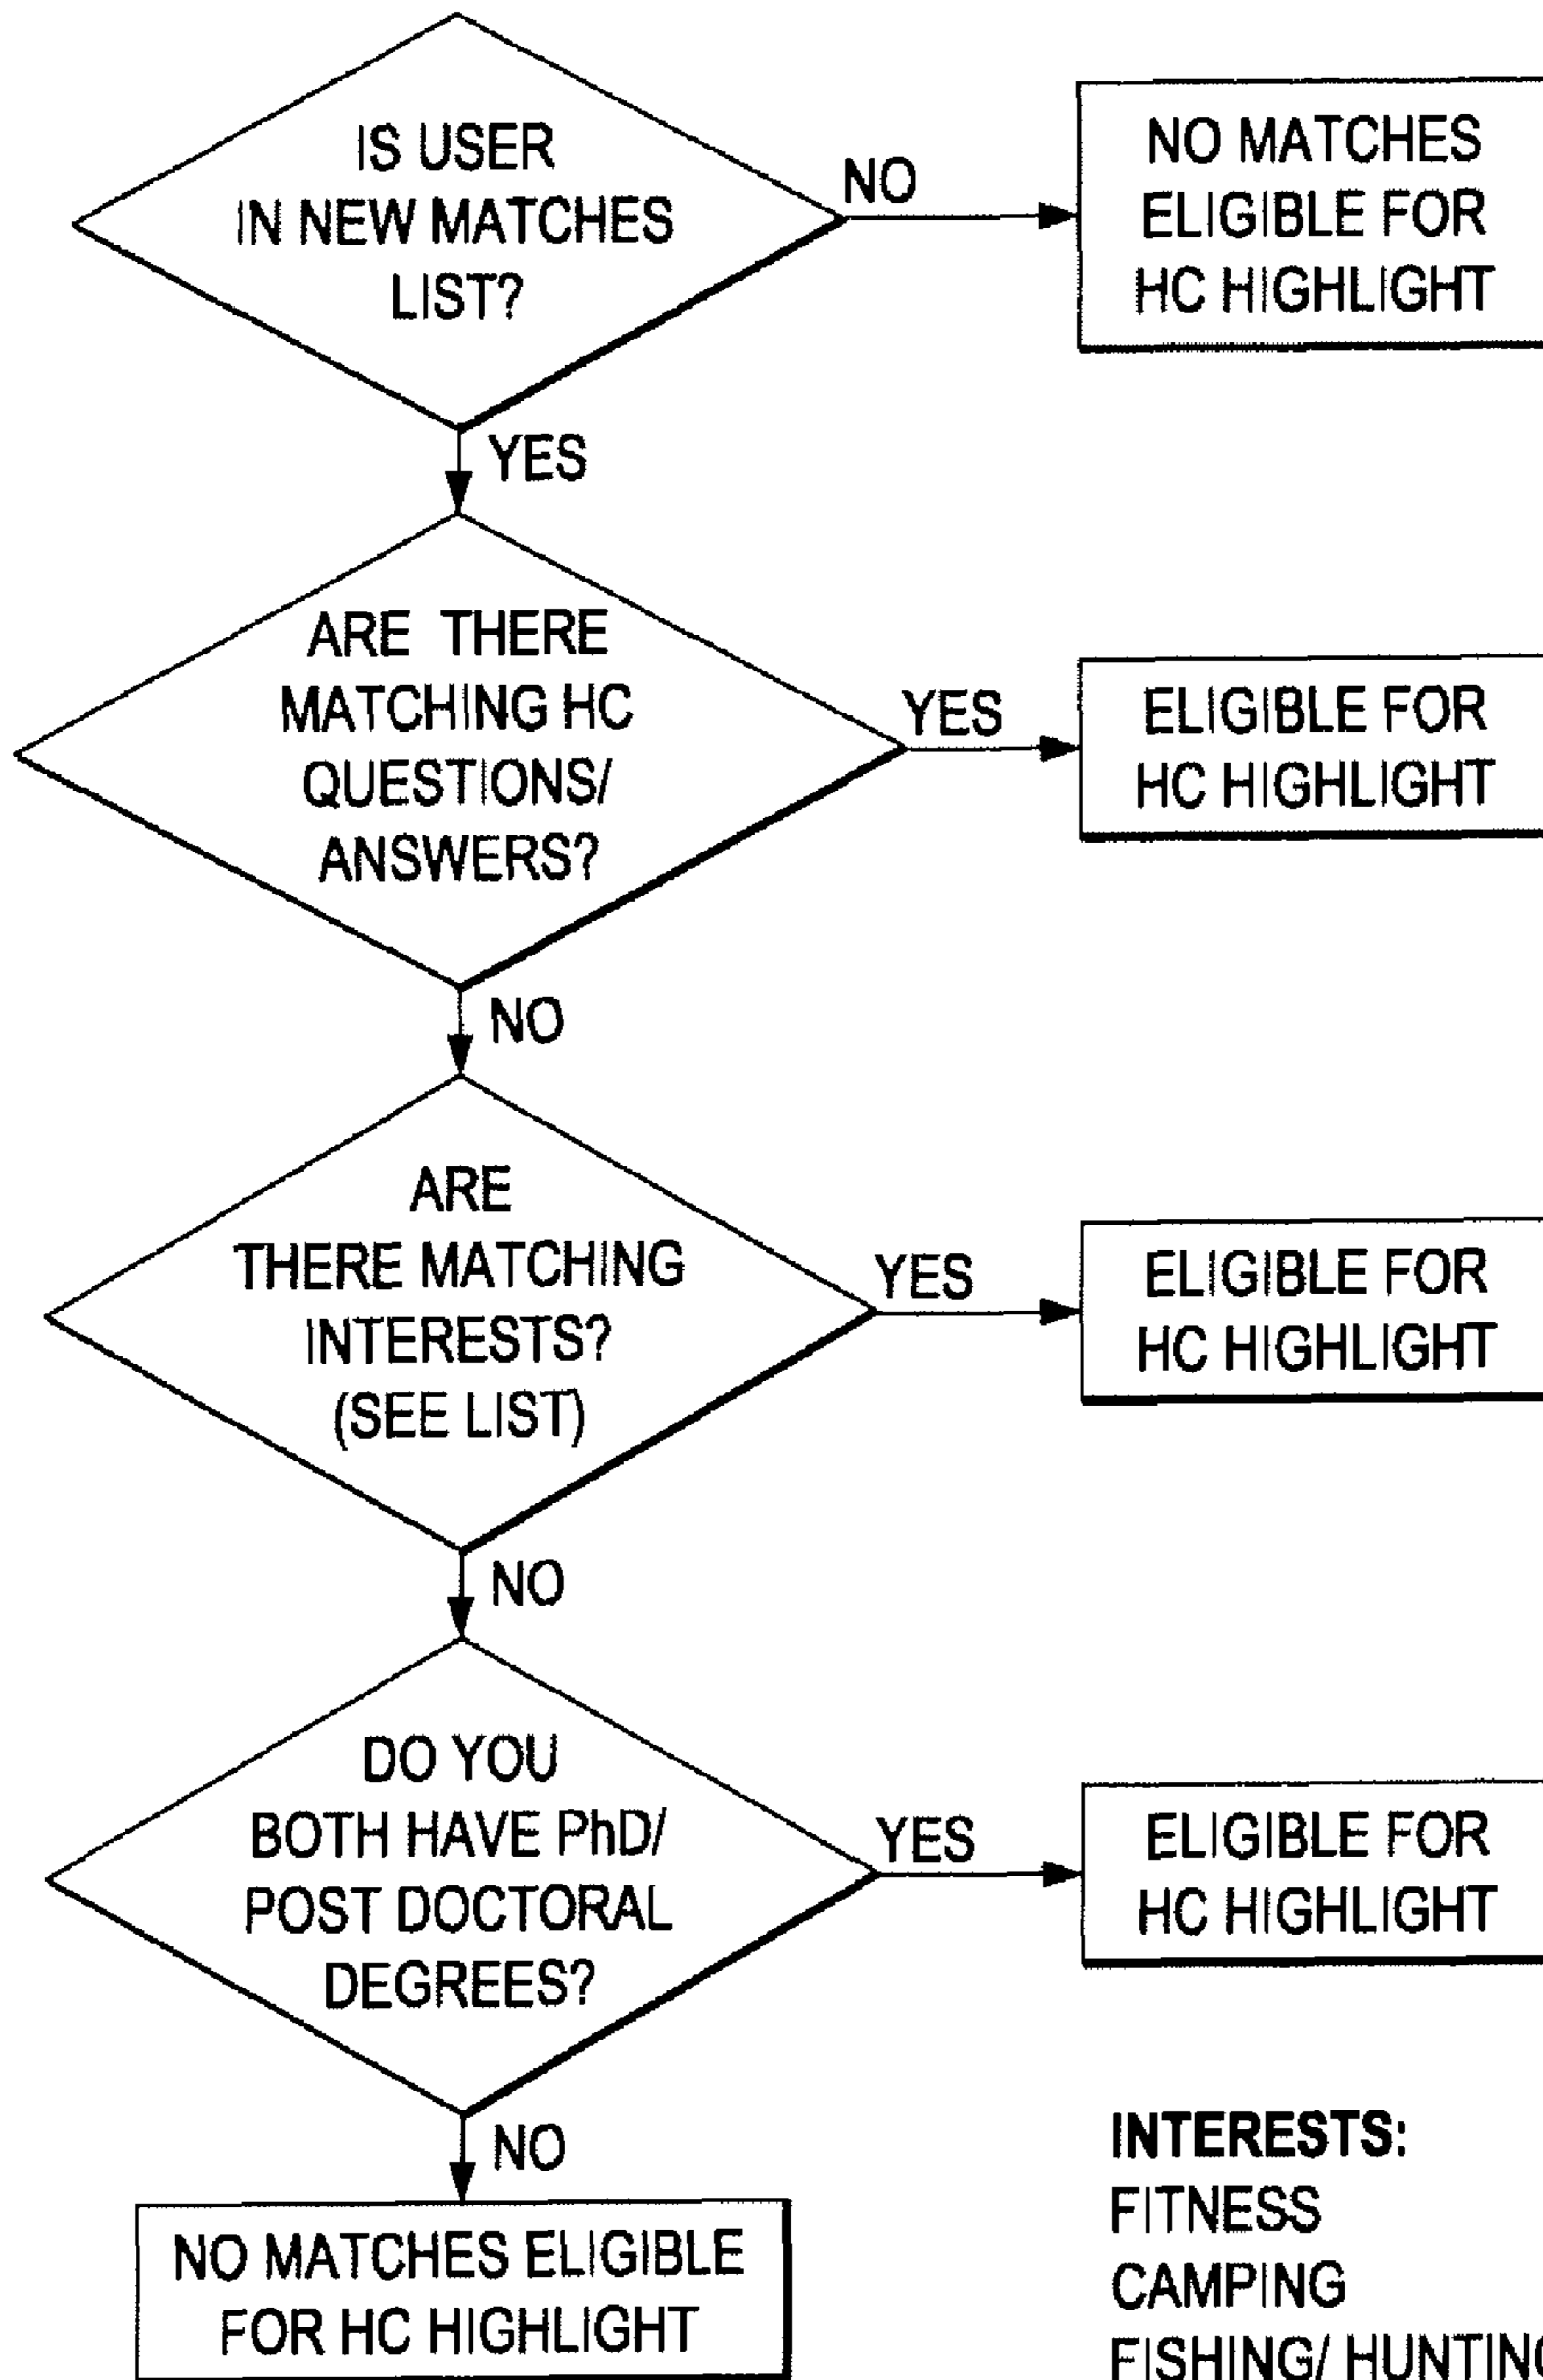 IS USER
IN NEW MATCHES
LIST?
NO
NO MATCHES
ELIGIBLE FOR
HC HIGHLIGHT
YES
ARE THERE
MATCHING HC
QUESTIONS/
ANSWERS?
YES
ELIGIBLE FOR
HC HIGHLIGHT
NO
ARE
THERE MATCHING
INTERESTS?
(SEE LIST)
YES
ELIGIBLE FOR
HC HIGHLIGHT
NO
DO YOU
BOTH HAVE PhD/
POST DOCTORAL
DEGREES?
YES
ELIGIBLE FOR
HC HIGHLIGHT
NO
NO MATCHES ELIGIBLE
FOR HC HIGHLIGHT
INTERESTS:
FITNESS
CAMPING
FISHING/ HUNTING